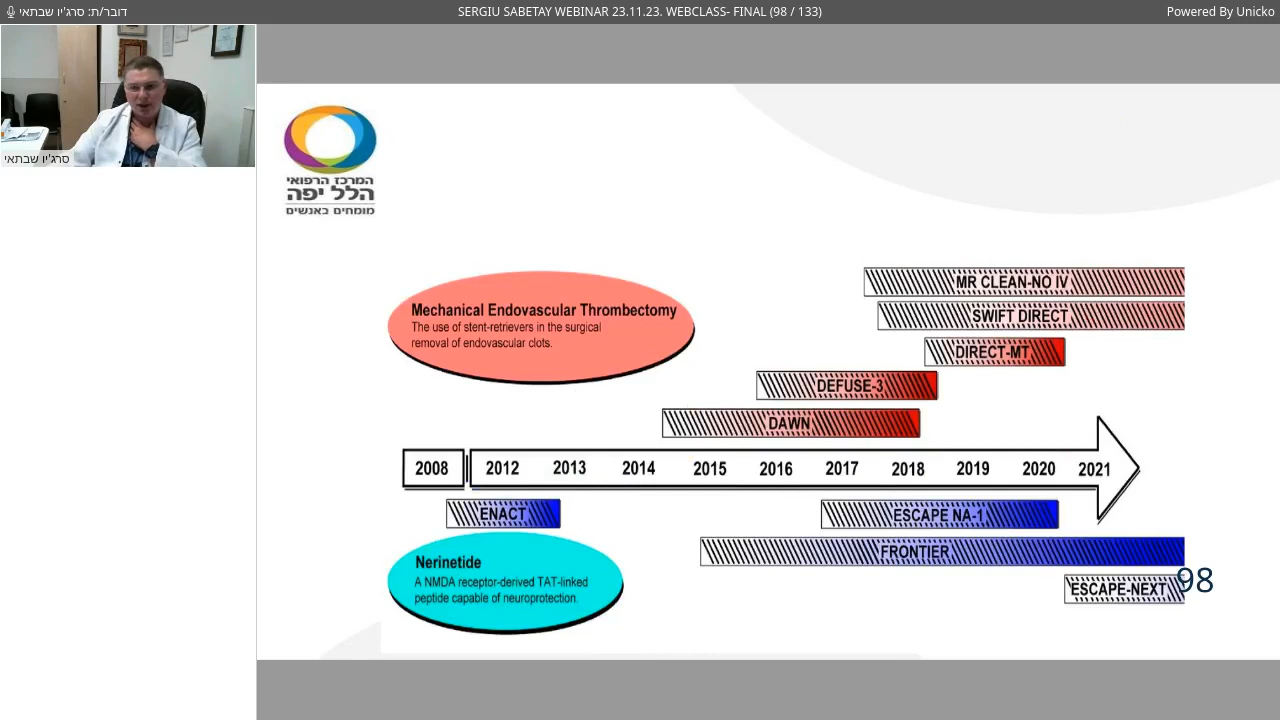 דובר/ת: סרג'יו שבתאי
SERGIU SABETAY WEBINAR 23.11.23. WEBCLASS- FINAL (98 / 133)
Powered By Unicko
סרג'יו שבתאי
המרכז הרפואי
הלל יפה
מומחים באנשים
Mechanical Endovascular Thrombectomy
The use of stent-retrievers in the surgical
removal of endovascular clots.
MR CLEAN-NO IV
SWIFT DIRECT
DIRECT-MT
DEFUSE-3
DAWN
2008 2012 2013 2014 2015 2016 2017 2018 2019 2020 2021
ENACT
ESCAPE NA-1
FRONTIER
ESCAPE-NEXT
Nerinetide
A NMDA receptor-derived TAT-linked
peptide capable of neuroprotection.
98